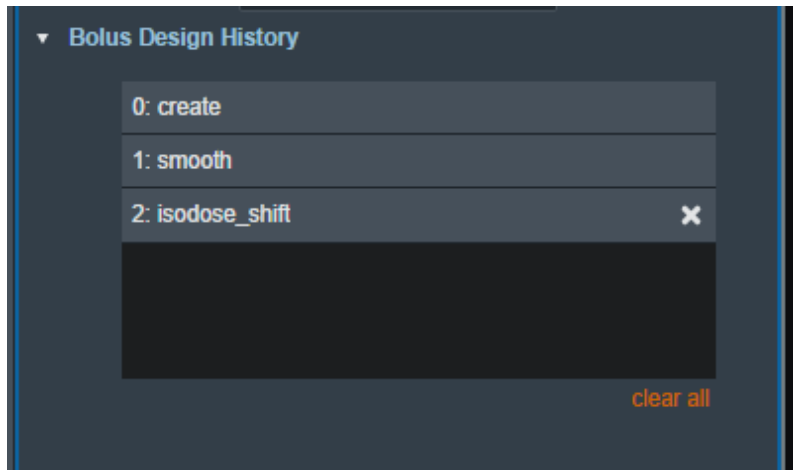 Bolus Design History
0: create
1: smooth
2: isodose_shift
clear all